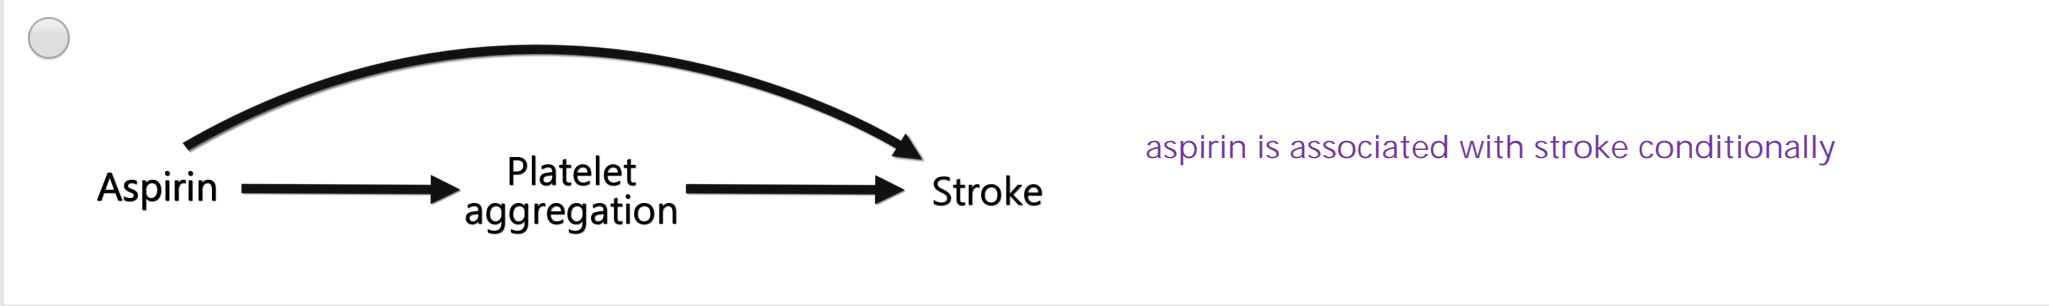 Aspirin
Platelet
aggregation
Stroke
aspirin is associated with stroke conditionally